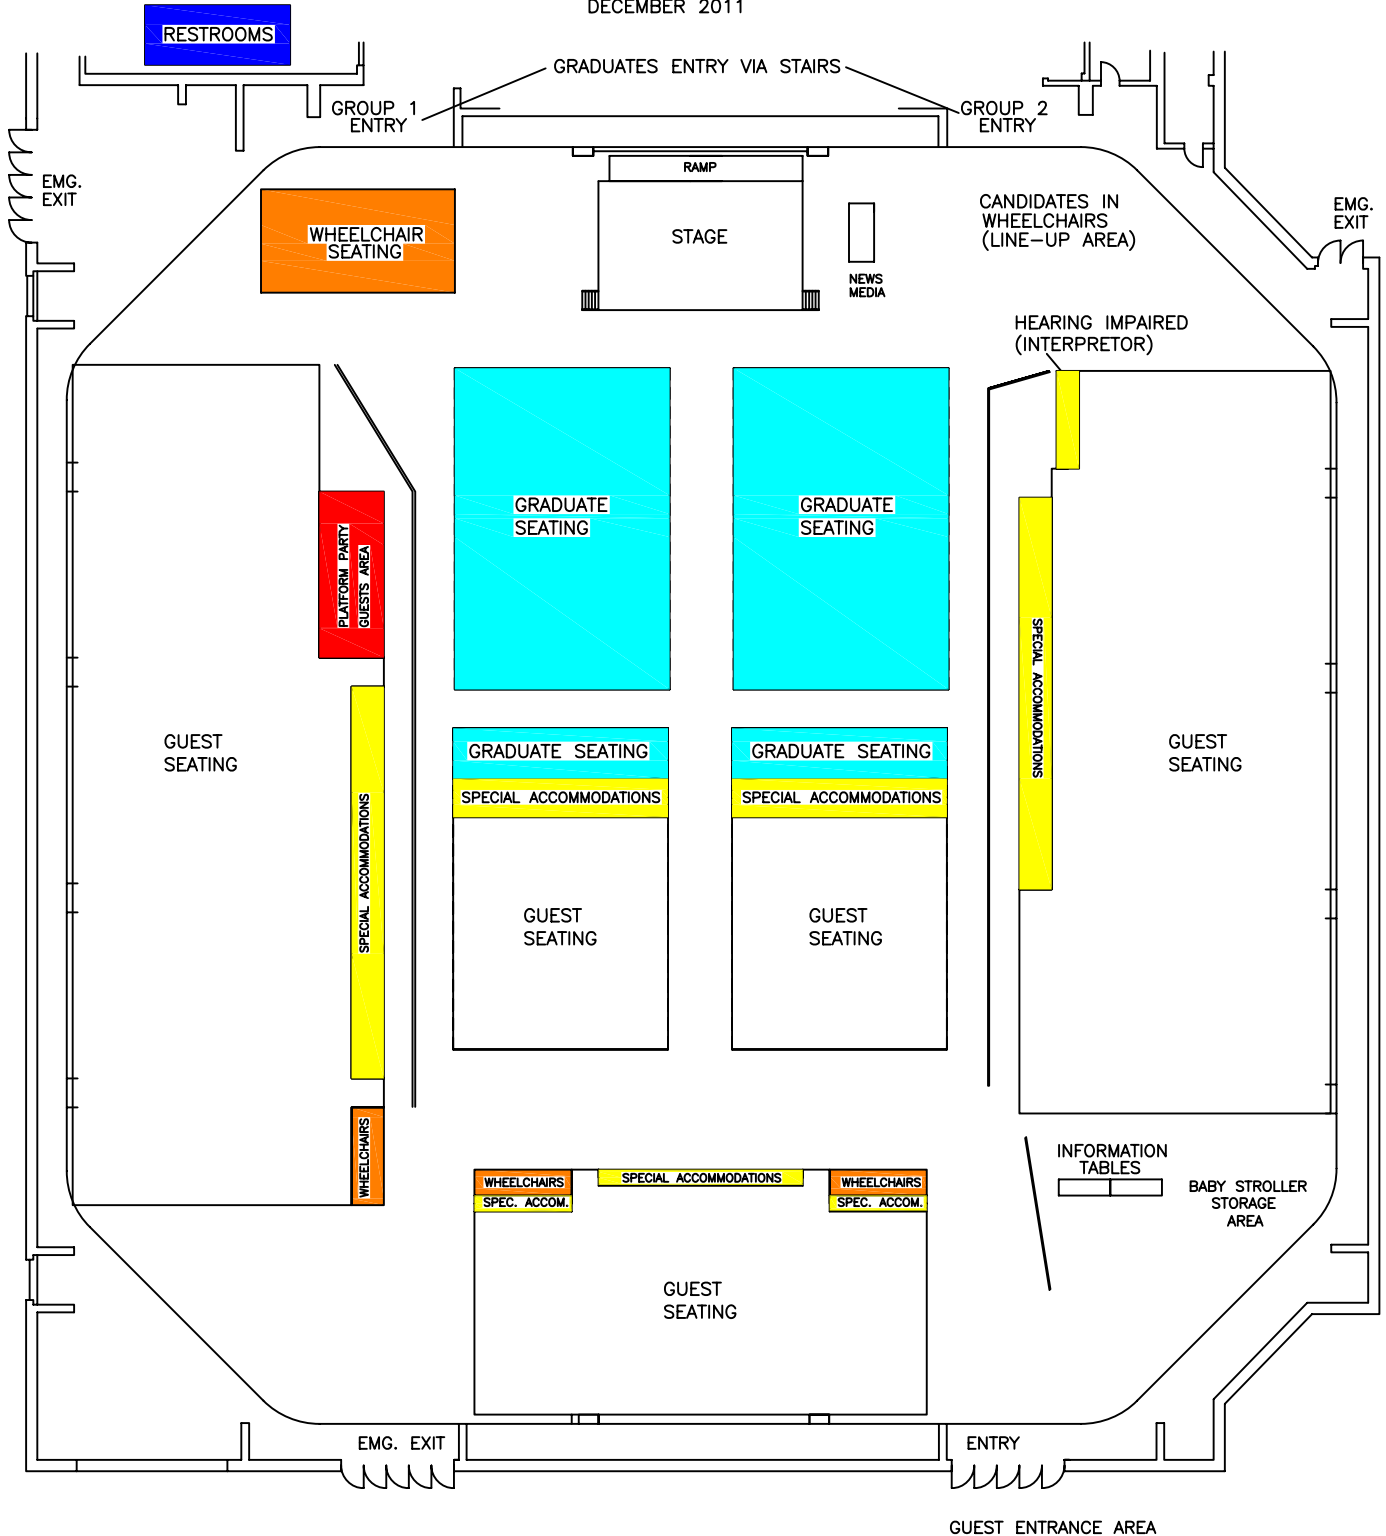 DECEMBER 2011
RESTROOMS
GRADUATES ENTRY VIA STAIRS
GROUP 1
ENTRY
GROUP 2
ENTRY
EMG.
EXIT
RAMP
WHEELCHAIR
SEATING
STAGE
NEWS
MEDIA
CANDIDATES IN
WHEELCHAIRS
(LINE-UP AREA)
EMG.
EXIT
HEARING IMPAIRED
(INTERPRETOR)
GRADUATE
SEATING
GRADUATE
SEATING
PLATFORM PARTY
GUESTS AREA
SPECIAL ACCOMMODATIONS
GUEST
SEATING
GRADUATE SEATING
GRADUATE SEATING
GUEST
SEATING
SPECIAL ACCOMMODATIONS
SPECIAL ACCOMMODATIONS
SPECIAL ACCOMMODATIONS
GUEST
SEATING
GUEST
SEATING
WHEELCHAIRS
WHEELCHAIRS
SPEC. ACCOM.
SPECIAL ACCOMMODATIONS
WHEELCHAIRS
SPEC. ACCOM.
INFORMATION
TABLES
BABY STROLLER
STORAGE
AREA
GUEST
SEATING
EMG. EXIT
ENTRY
GUEST ENTRANCE AREA